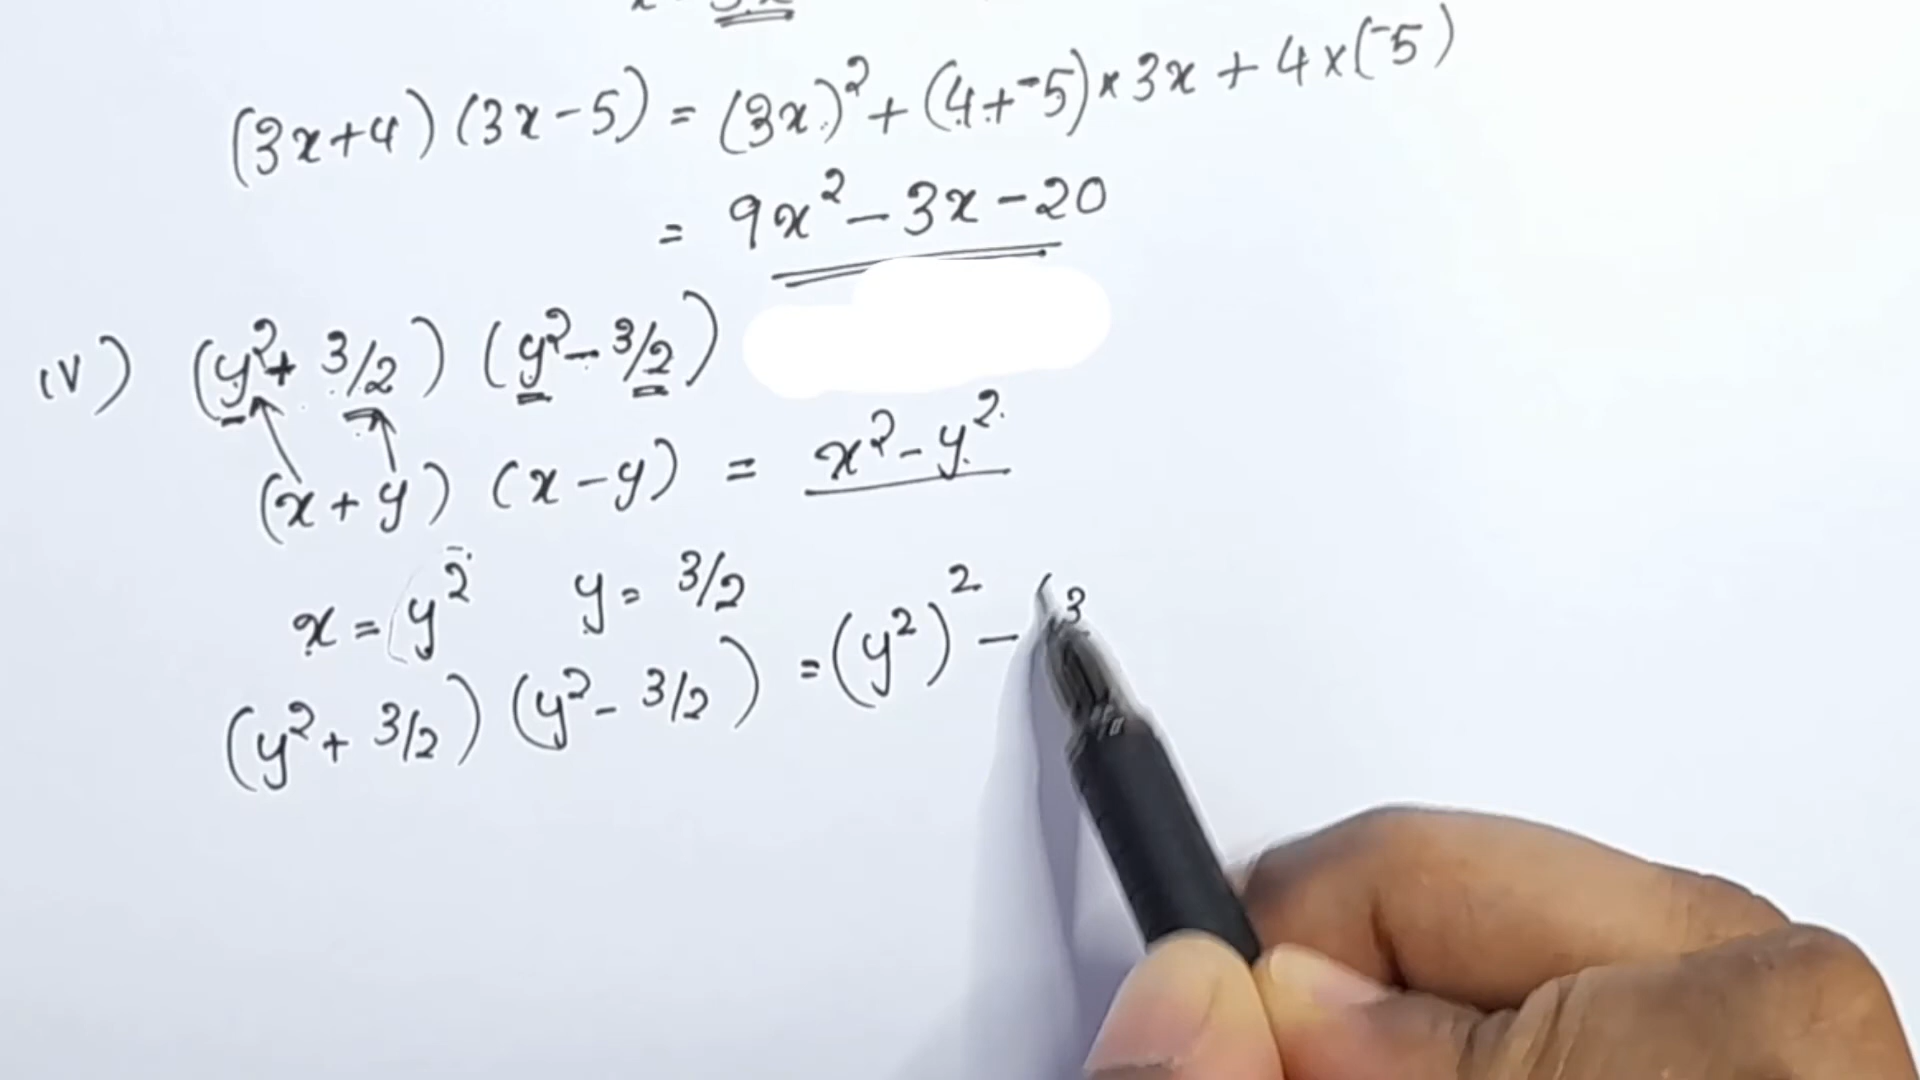 (3x+4)(3x-5) = (3x)² + (4+⁻5)×3x + 4×(⁻5)
= 9x² - 3x - 20
(V) (y²+ 3/2) (y²- 3/2)
(x+y) (x-y) = x² - y²
x = y² y = 3/2
(y²+ 3/2) (y²- 3/2) = (y²)² - (3